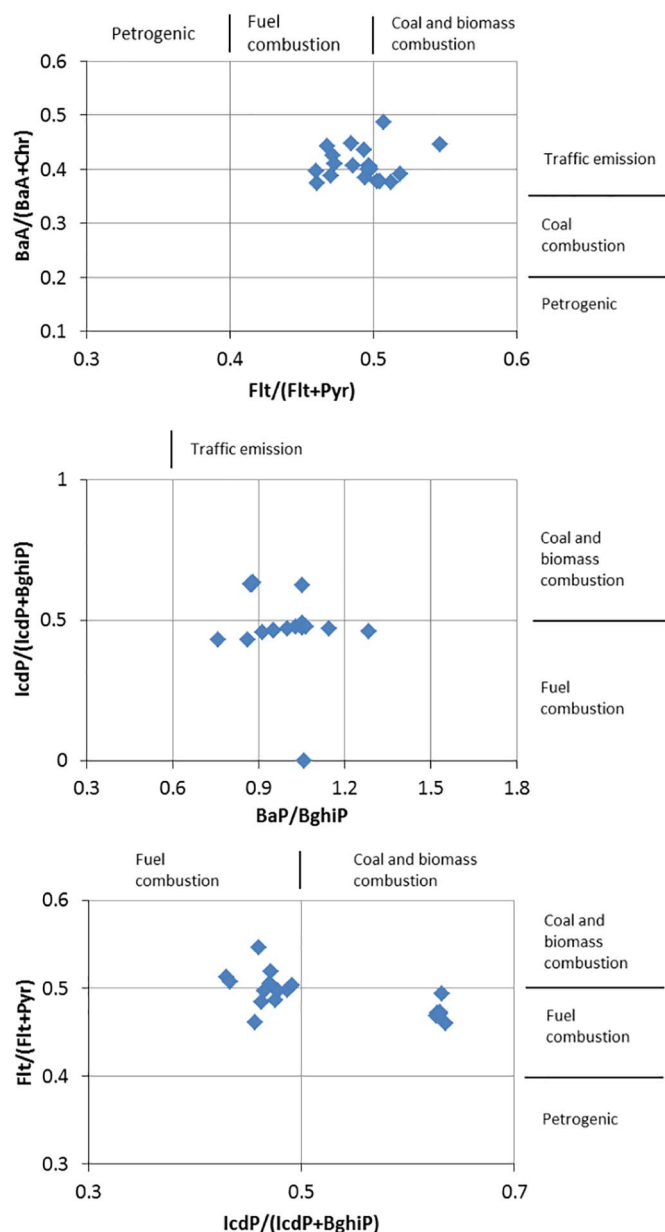 Petrogenic
Fuel
combustion
Coal and biomass
combustion
0.6
0.5
0.4
0.3
0.2
0.1
BaA/(BaA+Chr)
Traffic emission
Coal
combustion
Petrogenic
0.3 0.4 0.5 0.6
Flt/(Flt+Pyr)
Traffic emission
1
0.5
0
IcdP/(IcdP+BghiP)
Coal and
biomass
combustion
Fuel
combustion
0.3 0.6 0.9 1.2 1.5 1.8
BaP/BghiP
Fuel
combustion
Coal and biomass
combustion
0.6
0.5
0.4
0.3
Flt/(Flt+Pyr)
Coal and
biomass
combustion
Fuel
combustion
Petrogenic
0.3 0.5 0.7
IcdP/(IcdP+BghiP)